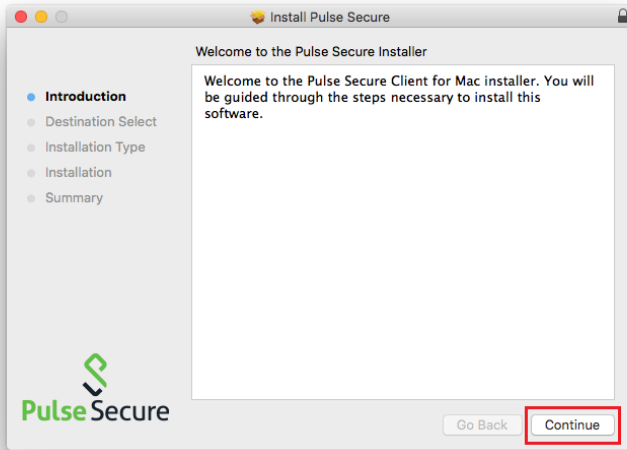 Install Pulse Secure
Welcome to the Pulse Secure Installer
Introduction
Destination Select
Installation Type
Installation
Summary
Welcome to the Pulse Secure Client for Mac installer. You will
be guided through the steps necessary to install this
software.
Pulse Secure
Go Back
Continue